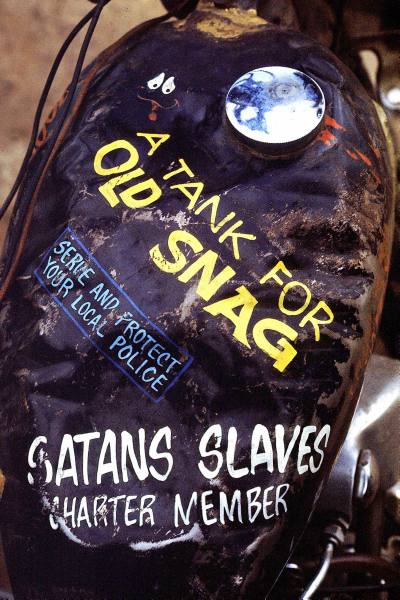 A TANK FOR
OLD SNAG
SERVE AND PROTECT
YOUR LOCAL POLICE
SATANS SLAVES
CHARTER MEMBER